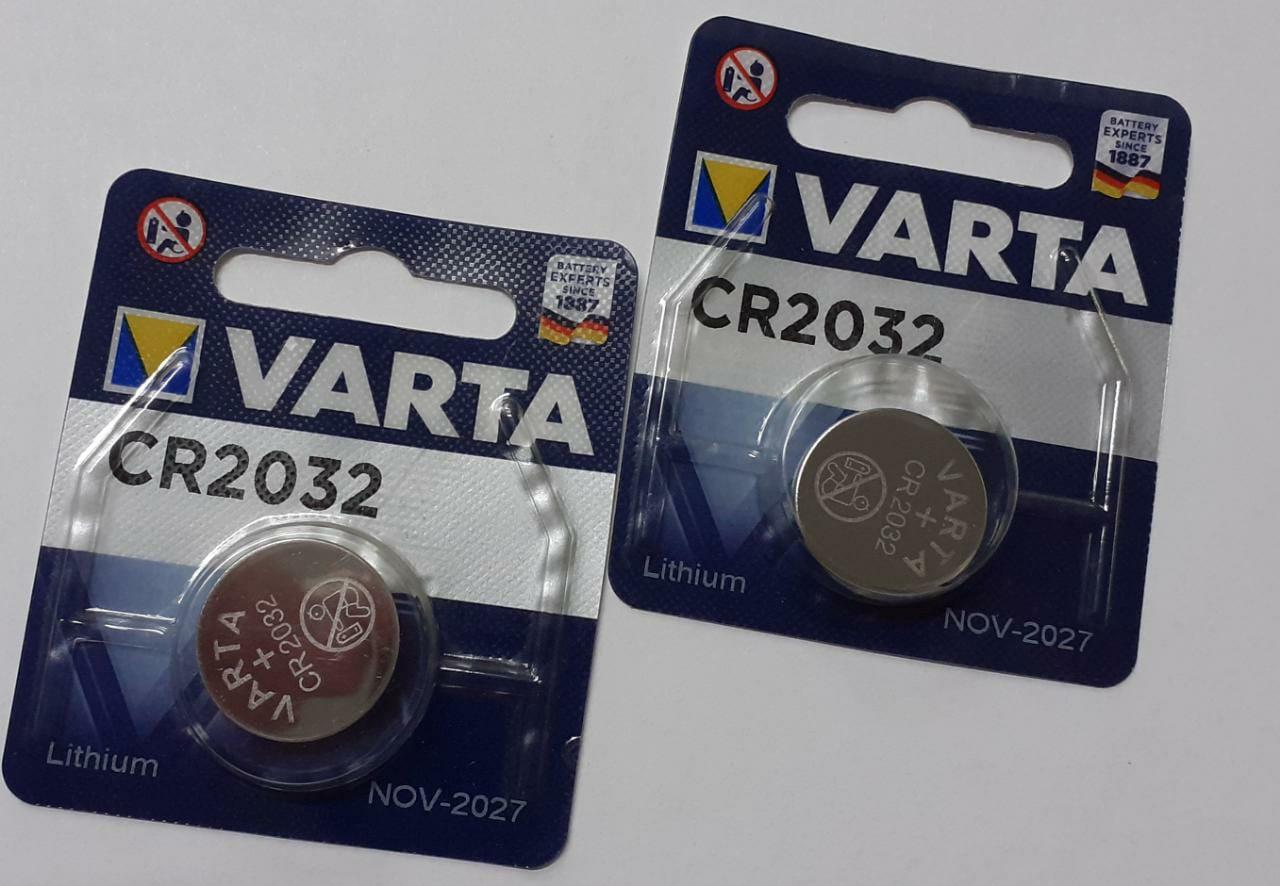 BATTERY
EXPERTS
SINCE
1887
VARTA
CR2032
VARTA
+
CR2032
Lithium
NOV-2027
BATTERY
EXPERTS
SINCE
1887
VARTA
CR2032
VARTA
+
CR2032
Lithium
NOV-2027